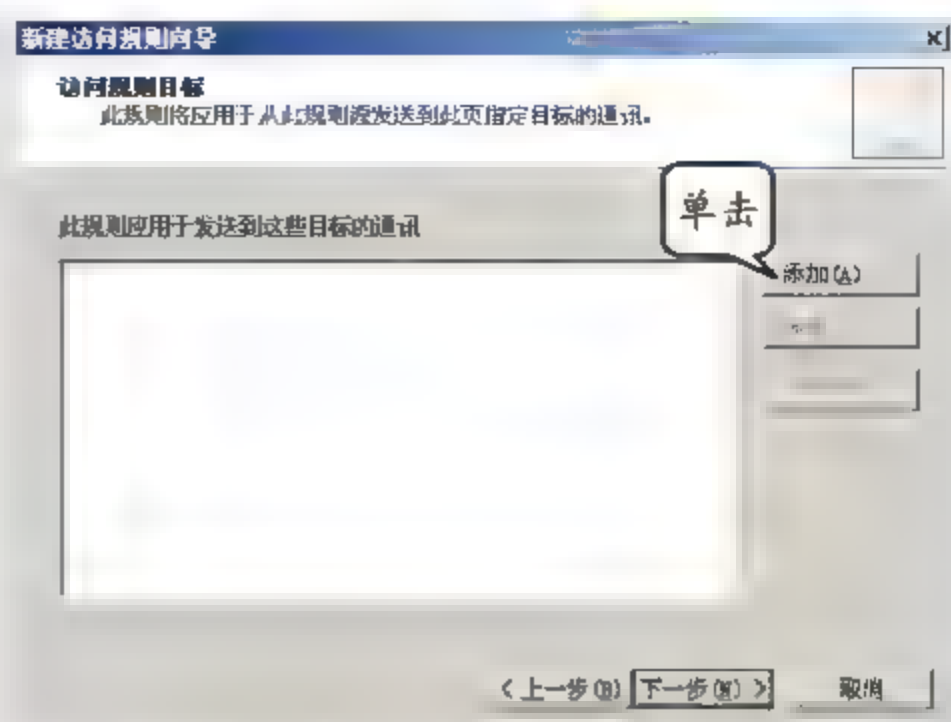 新建访问规则向导
访问规则目标
此规则将应用于从此规则源发送到此页指定目标的通讯。
单击
此规则应用于发送到这些目标的通讯
添加(A)
< 上一步(B)
下一步(N) >
取消